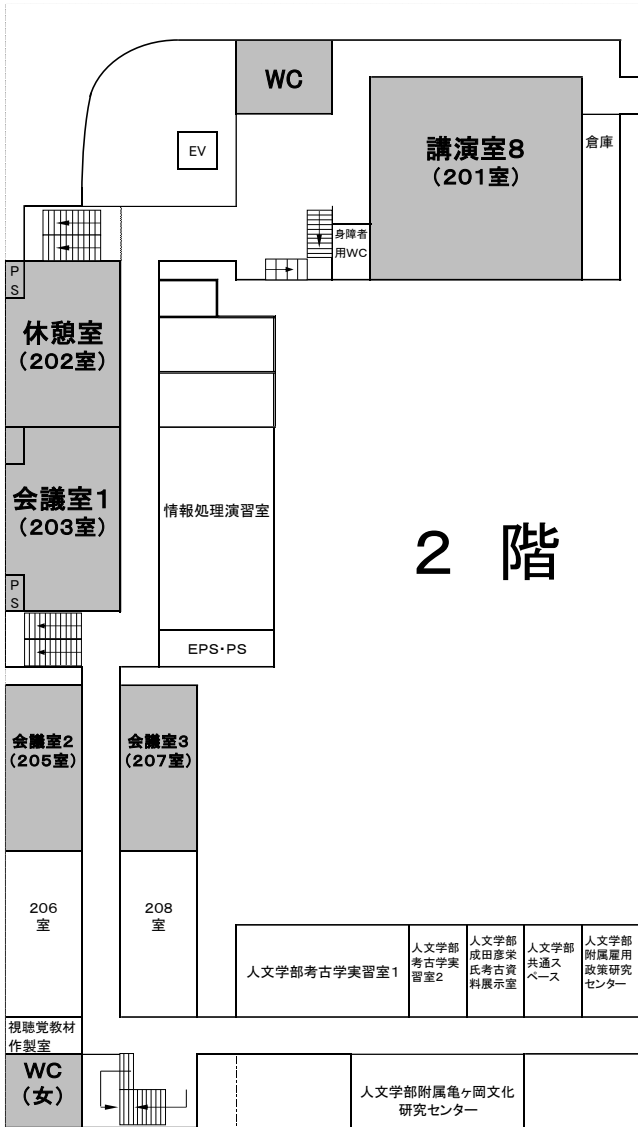 WC
EV
講演室8
(201室)
倉庫
身障者
用WC
P
S
休憩室
(202室)
会議室1
(203室)
情報処理演習室
2 階
P
S
EPS・PS
会議室2
(205室)
会議室3
(207室)
206
室
208
室
人文学部考古学実習室1
人文学部
考古学実
習室2
人文学部
成田彦栄
氏考古資
料展示室
人文学部
共通ス
ペース
人文学部
附属雇用
政策研究
センター
視聴覚教材
作製室
WC
(女)
人文学部附属亀ヶ岡文化
研究センター